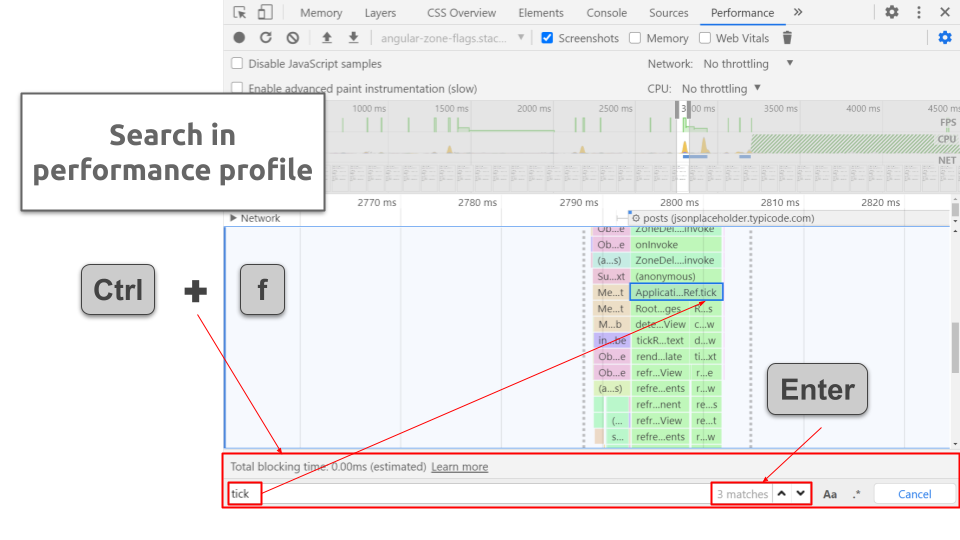 Memory Layers CSS Overview Elements Console Sources Performance »
angular-zone-flags.stac... Screenshots Memory Web Vitals
Disable JavaScript samples Network: No throttling
Enable advanced paint instrumentation (slow) CPU: No throttling
1000 ms 1500 ms 2000 ms 2500 ms 3500 ms 4000 ms 4500 ms
FPS
CPU
NET
Search in
performance profile
2770 ms 2780 ms 2790 ms 2800 ms 2810 ms 2820 ms
Network posts (jsonplaceholder.typicode.com)
Ob...e ZoneDel....invoke
Ob...e onInvoke
(a...s) ZoneDel....invoke
Su...xt (anonymous)
Me...t Applicati...Ref.tick
Me...t Root...ges R...s
M...b dete...View c...w
in...be tickR...text d...w
Ob...e rend...late ti...xt
Ob...e refr...View r...e
(a...s) refre...ents r...w
refr...nent re...s
(... refr...View re...t
s... refre...ents r...w
Ctrl + f
Enter
Total blocking time: 0.00ms (estimated) Learn more
tick 3 matches Aa .* Cancel